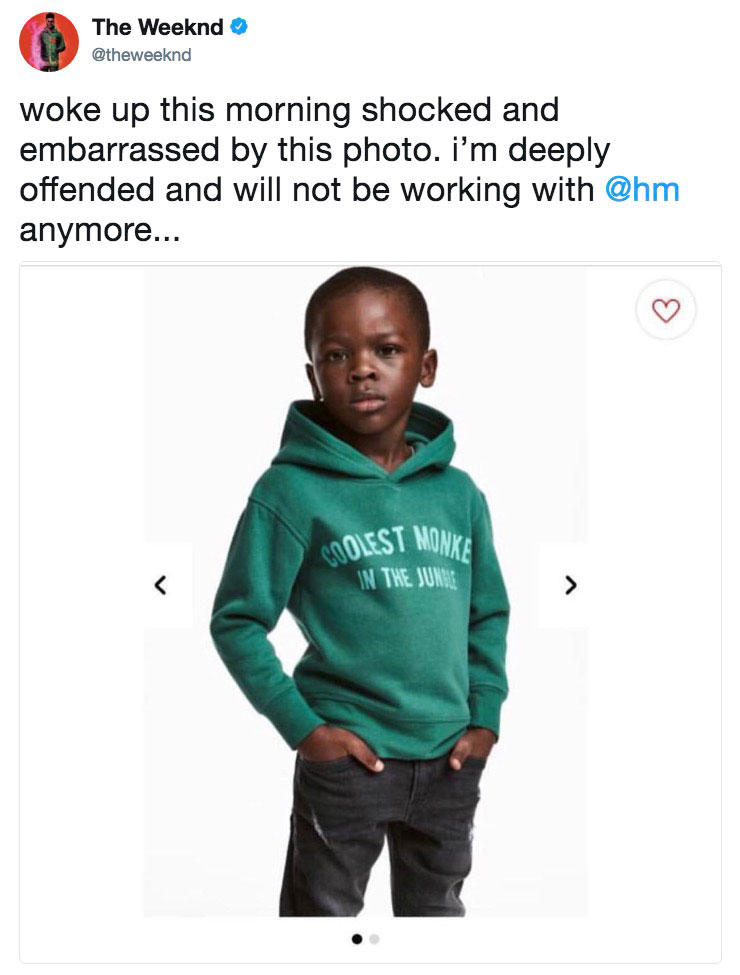 The Weeknd
@theweeknd
woke up this morning shocked and
embarrassed by this photo. i’m deeply
offended and will not be working with @hm
anymore...
COOLEST MONKE
IN THE JUNGLE